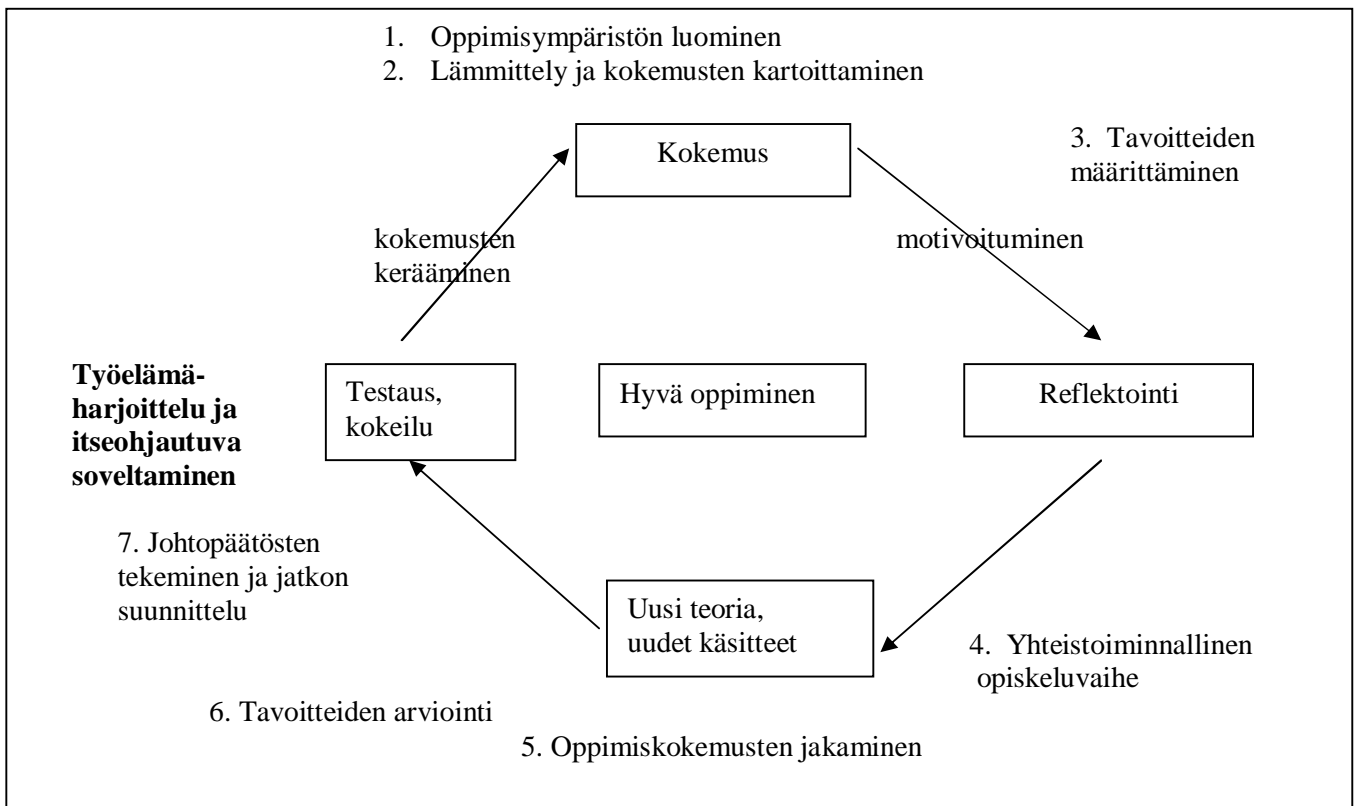 1. Oppimisympäristön luominen
2. Lämmittely ja kokemusten kartoittaminen
Kokemus
3. Tavoitteiden
määrittäminen
kokemusten
kerääminen
motivoituminen
Työelämä-
harjoittelu ja
itseohjautuva
soveltaminen
Testaus,
kokeilu
Hyvä oppiminen
Reflektointi
7. Johtopäätösten
tekeminen ja jatkon
suunnittelu
Uusi teoria,
uudet käsitteet
4. Yhteistoiminnallinen
opiskeluvaihe
6. Tavoitteiden arviointi
5. Oppimiskokemusten jakaminen